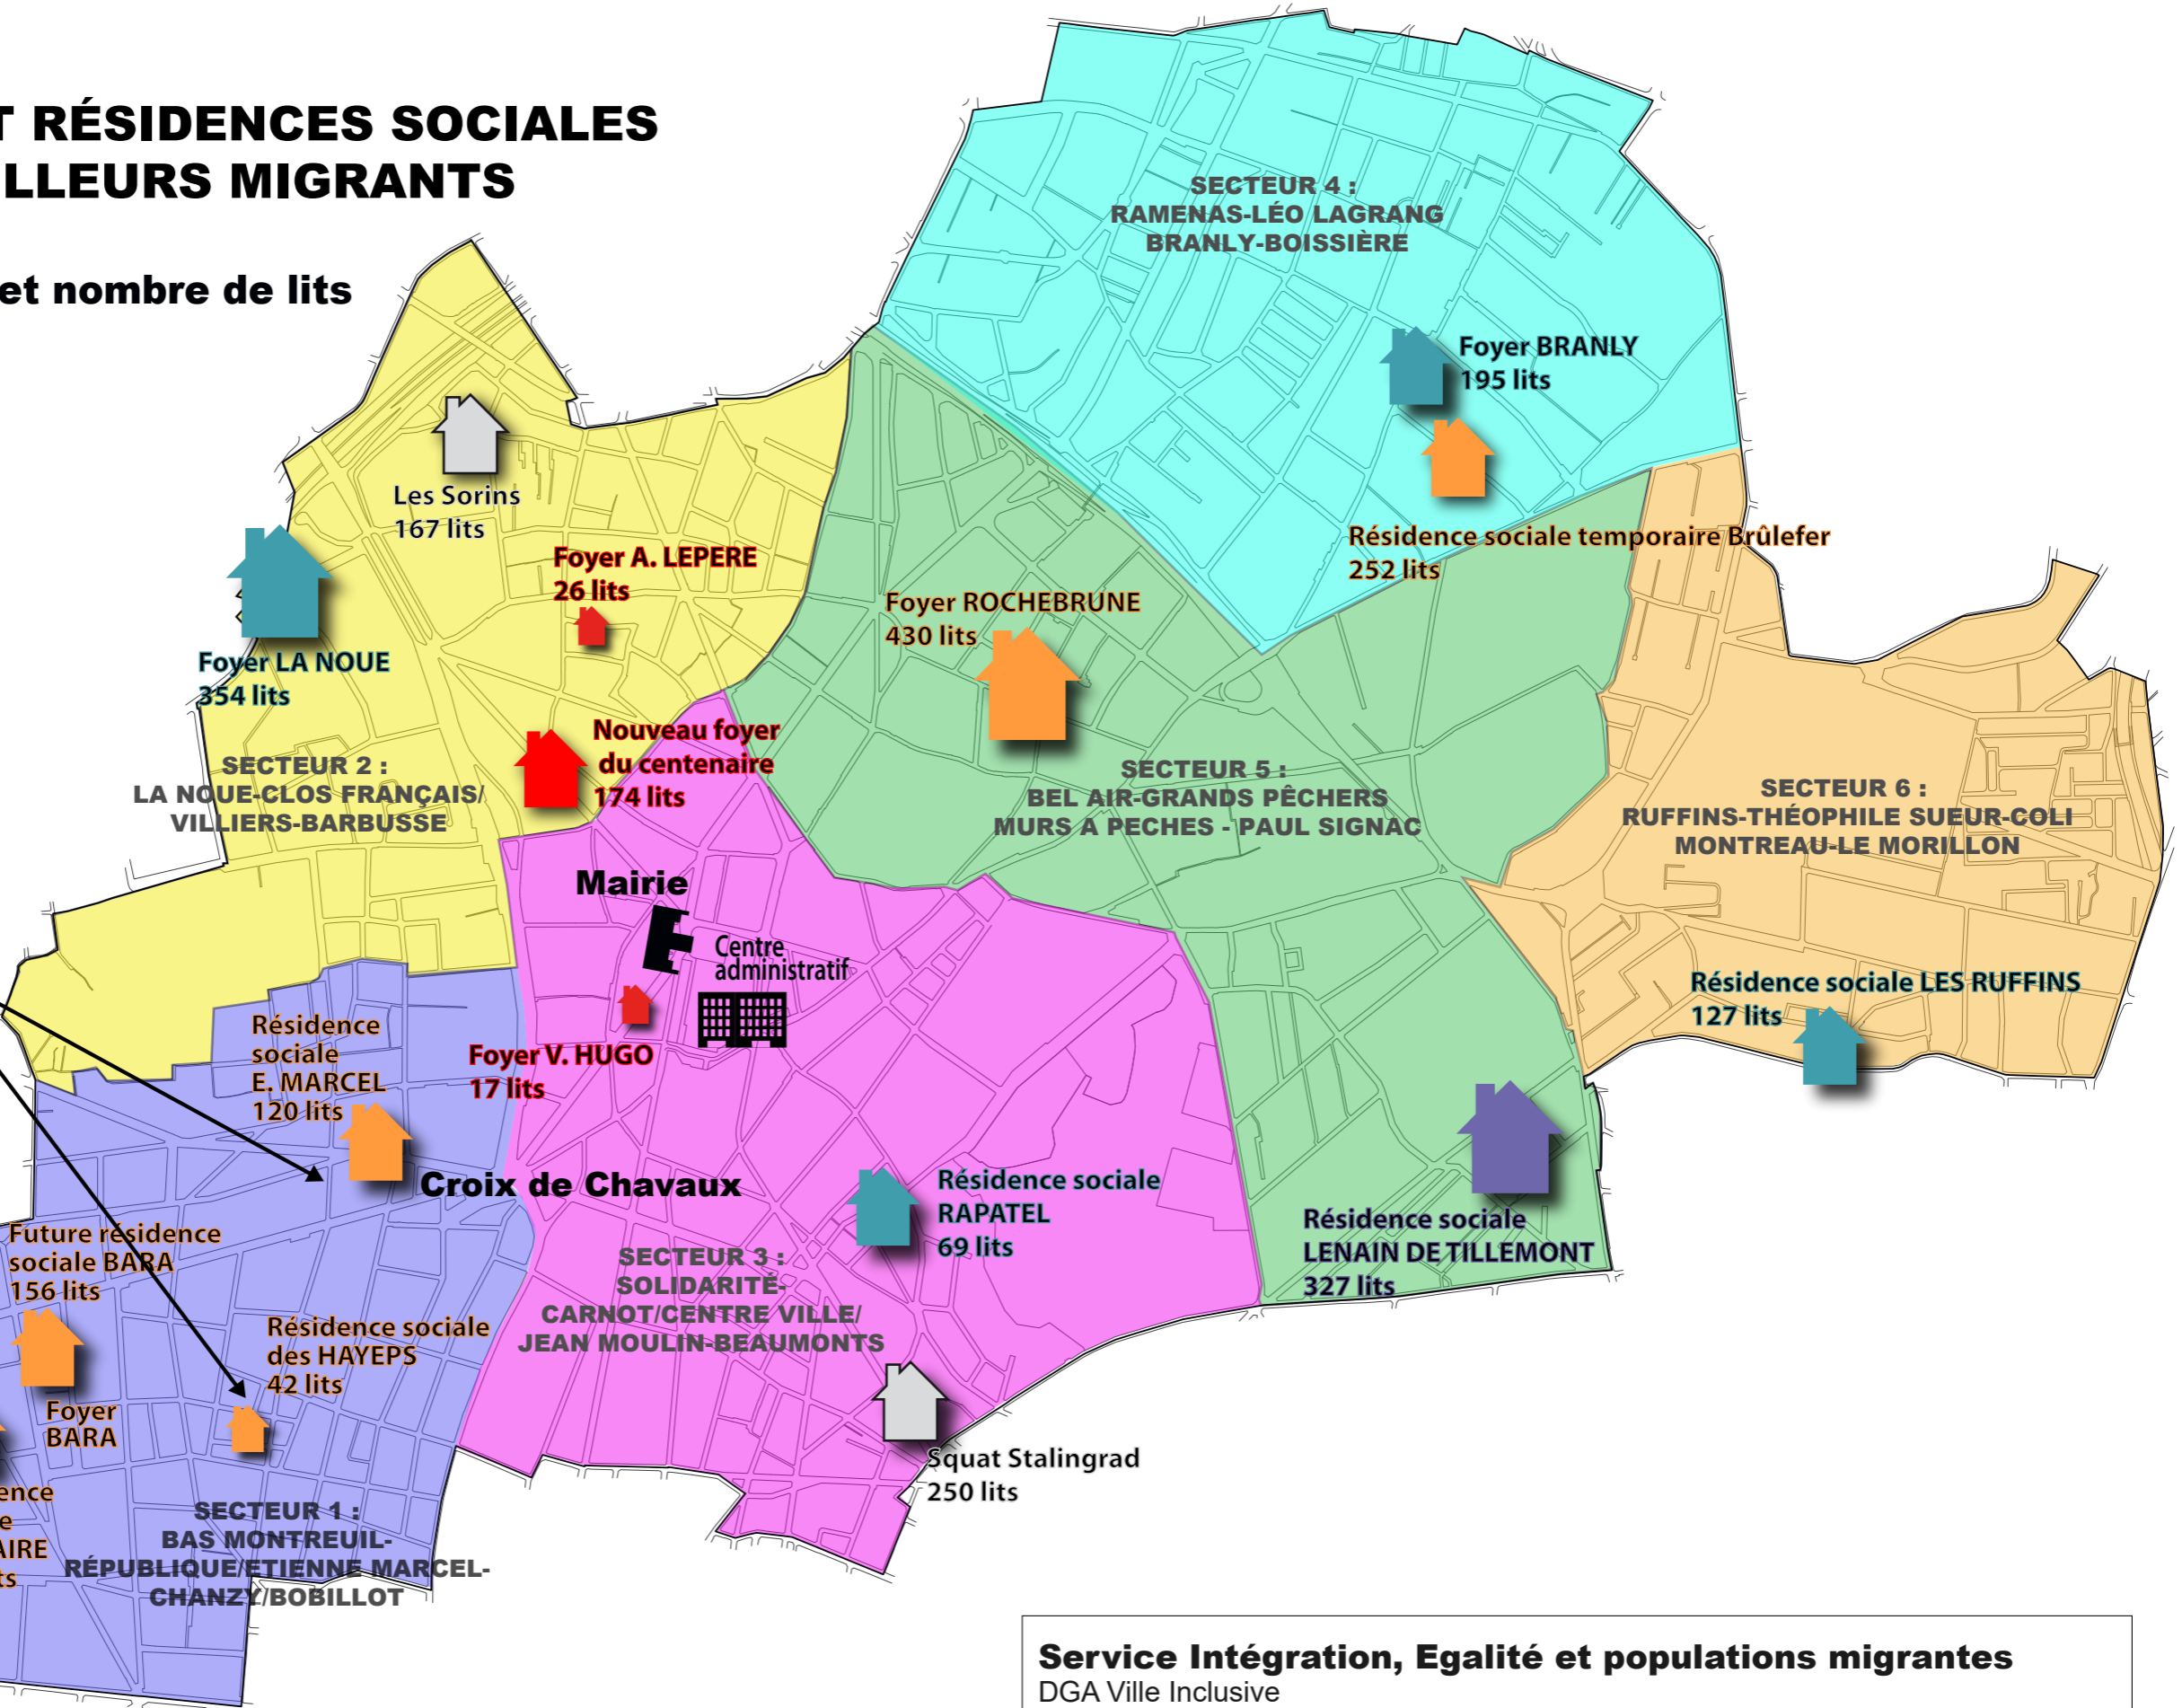 T RÉSIDENCES SOCIALES
ILLEURS MIGRANTS
et nombre de lits
SECTEUR 4 :
RAMENAS-LÉO LAGRANG
BRANLY-BOISSIÈRE
Foyer BRANLY
195 lits
Résidence sociale temporaire Brûlefer
252 lits
Les Sorins
167 lits
Foyer A. LEPERE
26 lits
Foyer ROCHEBRUNE
430 lits
Foyer LA NOUE
354 lits
Nouveau foyer
du centenaire
174 lits
SECTEUR 2 :
LA NOUE-CLOS FRANÇAIS/
VILLIERS-BARBUSSE
SECTEUR 5 :
BEL AIR-GRANDS PÊCHERS
MURS A PECHES - PAUL SIGNAC
SECTEUR 6 :
RUFFINS-THÉOPHILE SUEUR-COLI
MONTREAU-LE MORILLON
Mairie
Centre
administratif
Résidence sociale LES RUFFINS
127 lits
Résidence
sociale
E. MARCEL
120 lits
Foyer V. HUGO
17 lits
Croix de Chavaux
Résidence sociale
RAPATEL
69 lits
Résidence sociale
LENAIN DE TILLEMONT
327 lits
Future résidence
sociale BARA
156 lits
SECTEUR 3 :
SOLIDARITÉ-
CARNOT/CENTRE VILLE/
JEAN MOULIN-BEAUMONTS
Résidence sociale
des HAYEPS
42 lits
Foyer
BARA
Squat Stalingrad
250 lits
ence
e
AIRE
ts
SECTEUR 1 :
BAS MONTREUIL-
RÉPUBLIQUE/ETIENNE MARCEL-
CHANZY/BOBILLOT
Service Intégration, Egalité et populations migrantes
DGA Ville Inclusive